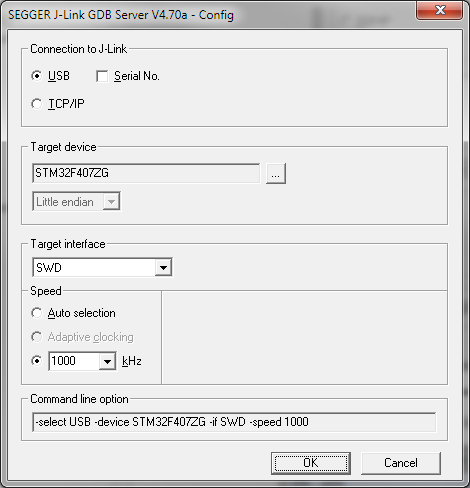 SEGGER J-Link GDB Server V4.70a - Config
Connection to J-Link
USB
Serial No.
TCP/IP
Target device
STM32F407ZG
...
Little endian
Target interface
SWD
Speed
Auto selection
Adaptive clocking
1000 kHz
Command line option
-select USB -device STM32F407ZG -if SWD -speed 1000
OK Cancel